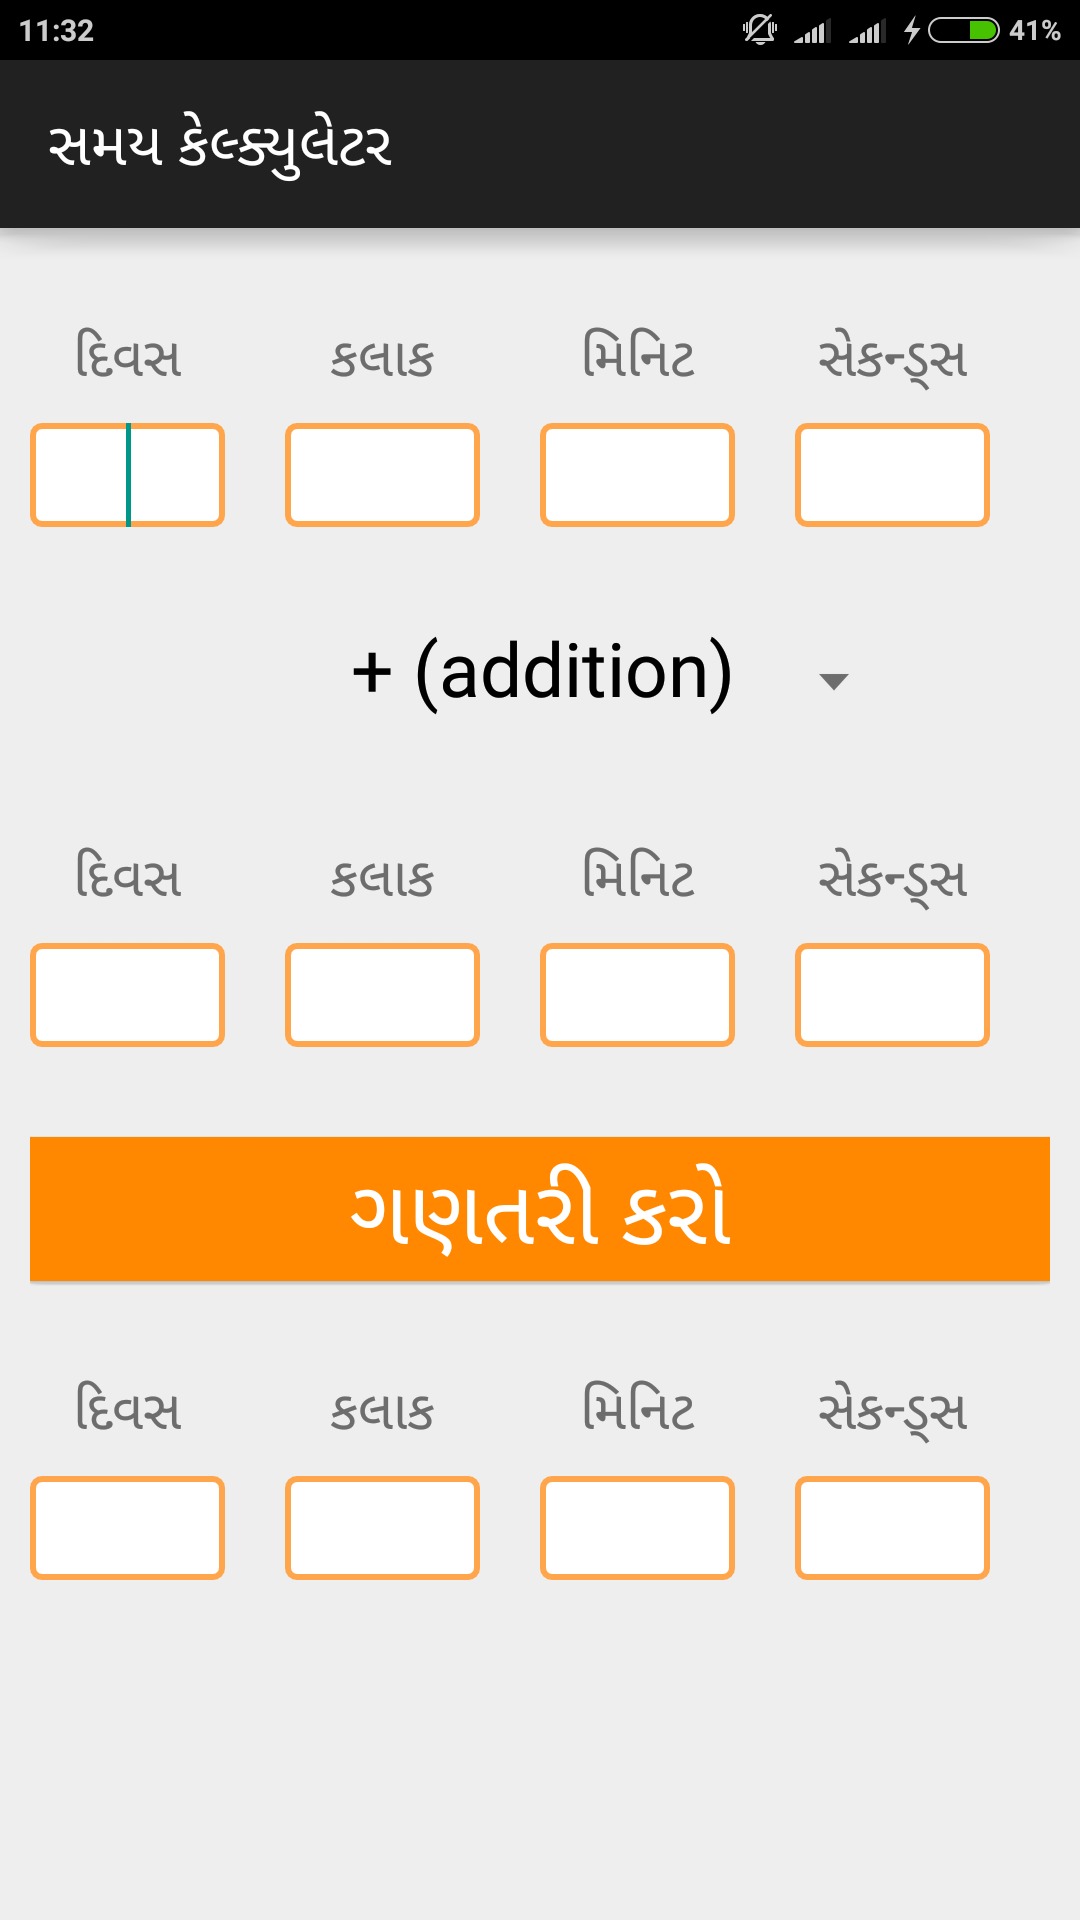 11:32 41%
સમય કેલ્ક્યુલેટર
દિવસ કલાક મિનિટ સેકન્ડ્સ
+ (addition)
દિવસ કલાક મિનિટ સેકન્ડ્સ
ગણતરી કરો
દિવસ કલાક મિનિટ સેકન્ડ્સ